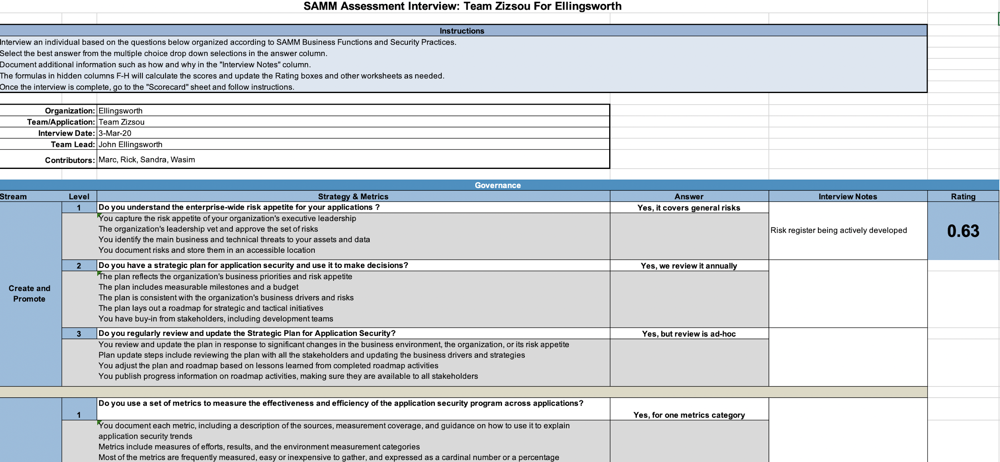 SAMM Assessment Interview: Team Zizsou For Ellingsworth
Instructions
Interview an individual based on the questions below organized according to SAMM Business Functions and Security Practices.
Select the best answer from the multiple choice drop down selections in the answer column.
Document additional information such as how and why in the "Interview Notes" column.
The formulas in hidden columns F-H will calculate the scores and update the Rating boxes and other worksheets as needed.
Once the interview is complete, go to the "Scorecard" sheet and follow instructions.
Organization: Ellingsworth
Team/Application: Team Zizsou
Interview Date: 3-Mar-20
Team Lead: John Ellingsworth
Contributors: Marc, Rick, Sandra, Wasim
Governance
Stream Level Strategy & Metrics Answer Interview Notes Rating
1 Do you understand the enterprise-wide risk appetite for your applications ? Yes, it covers general risks
You capture the risk appetite of your organization's executive leadership
The organization's leadership vet and approve the set of risks
You identify the main business and technical threats to your assets and data
You document risks and store them in an accessible location
Risk register being actively developed
0.63
2 Do you have a strategic plan for application security and use it to make decisions? Yes, we review it annually
The plan reflects the organization's business priorities and risk appetite
The plan includes measurable milestones and a budget
The plan is consistent with the organization's business drivers and risks
The plan lays out a roadmap for strategic and tactical initiatives
You have buy-in from stakeholders, including development teams
Create and
Promote
3 Do you regularly review and update the Strategic Plan for Application Security? Yes, but review is ad-hoc
You review and update the plan in response to significant changes in the business environment, the organization, or its risk appetite
Plan update steps include reviewing the plan with all the stakeholders and updating the business drivers and strategies
You adjust the plan and roadmap based on lessons learned from completed roadmap activities
You publish progress information on roadmap activities, making sure they are available to all stakeholders
1 Do you use a set of metrics to measure the effectiveness and efficiency of the application security program across applications? Yes, for one metrics category
You document each metric, including a description of the sources, measurement coverage, and guidance on how to use it to explain
application security trends
Metrics include measures of efforts, results, and the environment measurement categories
Most of the metrics are frequently measured, easy or inexpensive to gather, and expressed as a cardinal number or a percentage